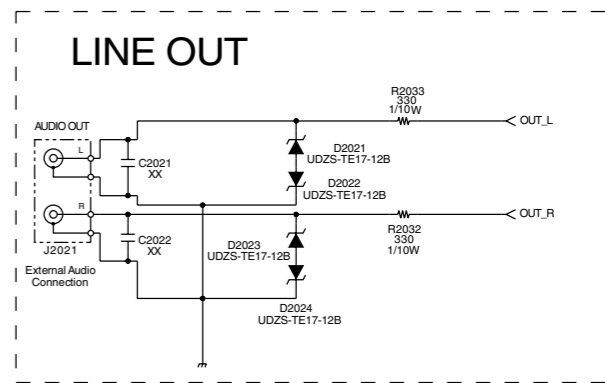 LINE OUT
R2033
330
1/10W
OUT_L
AUDIO OUT
L
C2021
XX
D2021
UDZS-TE17-12B
D2022
UDZS-TE17-12B
R
OUT_R
J2021
C2022
XX
D2023
UDZS-TE17-12B
R2032
330
1/10W
External Audio
Connection
D2024
UDZS-TE17-12B